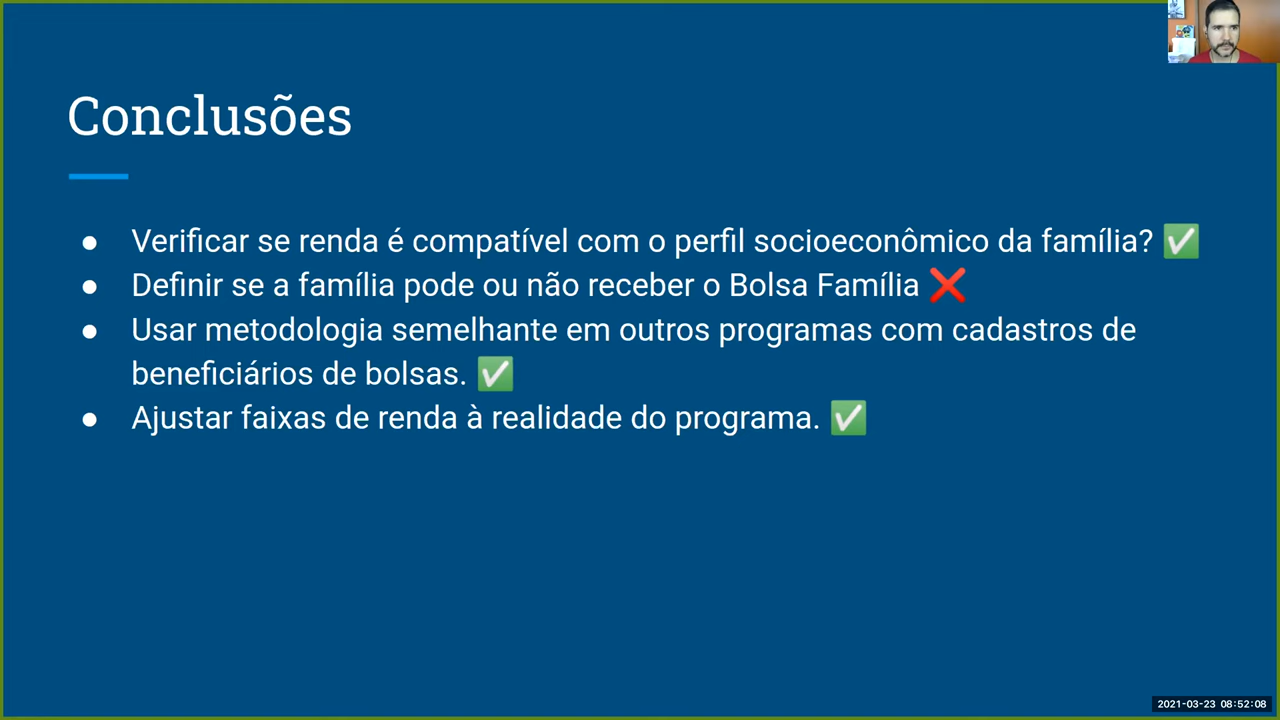 Conclusões
● Verificar se renda é compatível com o perfil socioeconômico da família? ✅
● Definir se a família pode ou não receber o Bolsa Família ❌
● Usar metodologia semelhante em outros programas com cadastros de
beneficiários de bolsas. ✅
● Ajustar faixas de renda à realidade do programa. ✅
2021-03-23 08:52:08